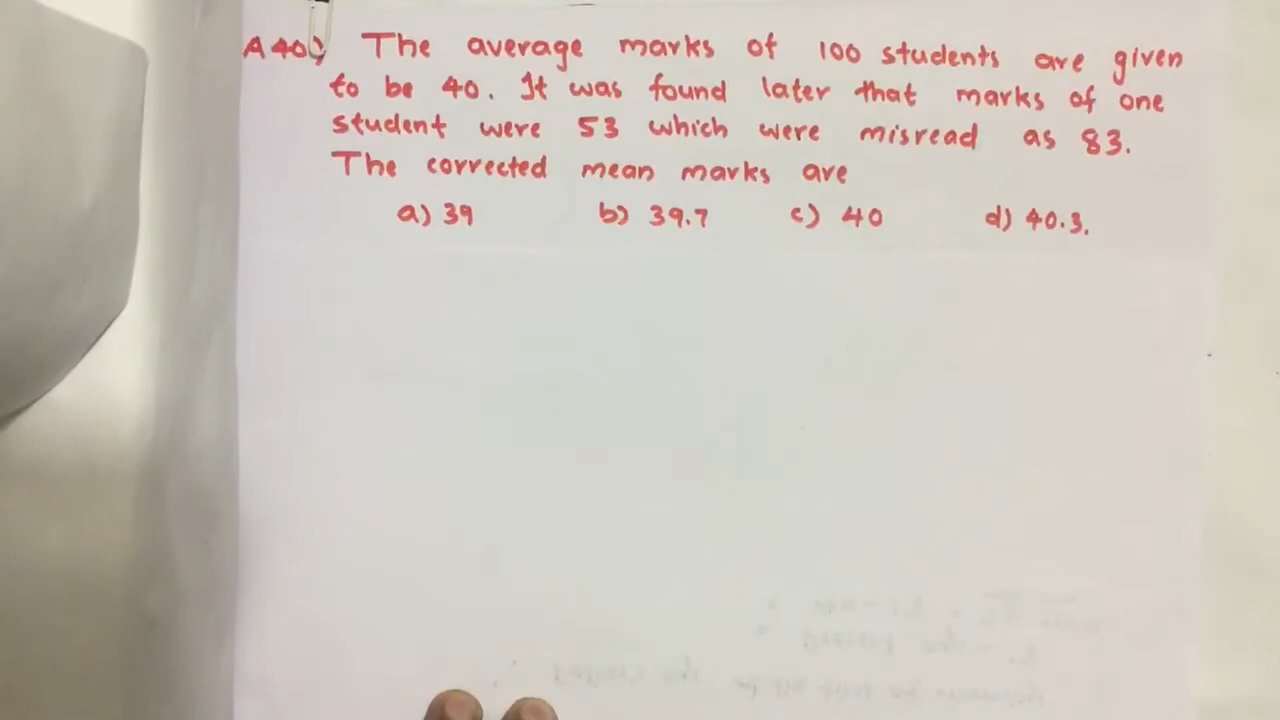 A40) The average marks of 100 students are given
to be 40. It was found later that marks of one
student were 53 which were misread as 83.
The corrected mean marks are
a) 39 b) 39.7 c) 40 d) 40.3.